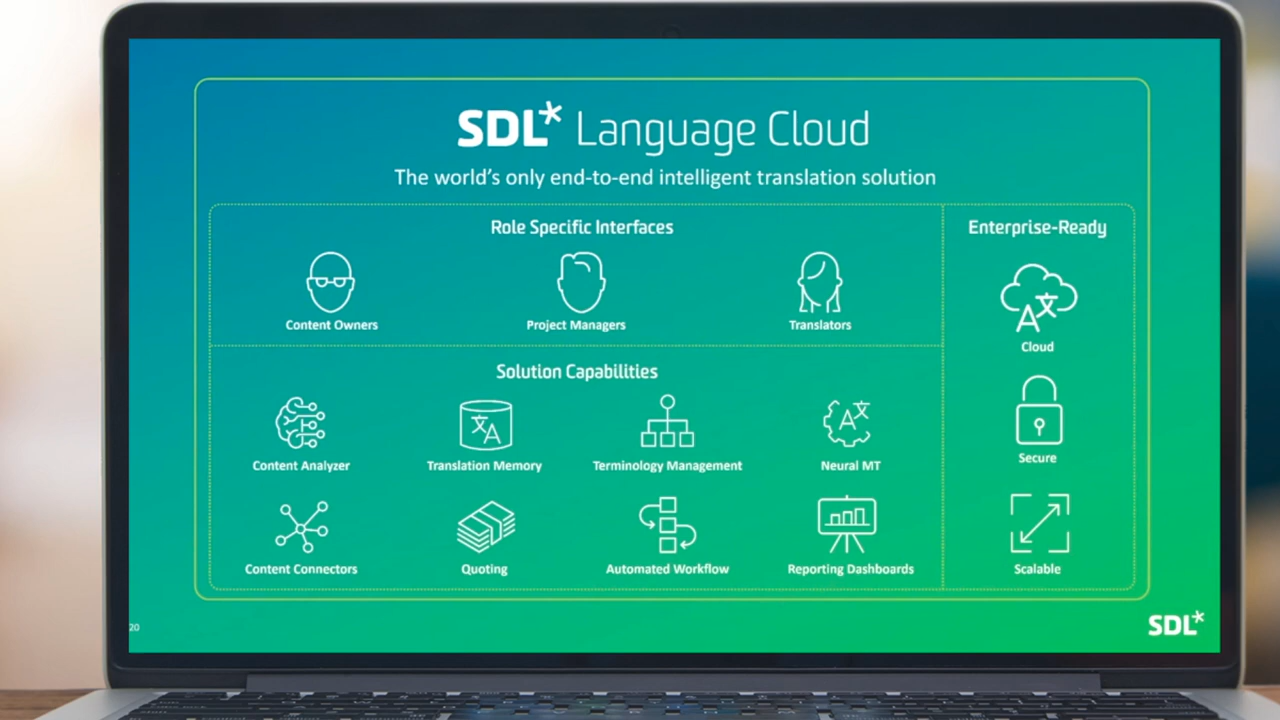 SDL* Language Cloud
The world's only end-to-end intelligent translation solution
Role Specific Interfaces
Content Owners
Project Managers
Translators
Solution Capabilities
Content Analyzer
Translation Memory
Terminology Management
Neural MT
Content Connectors
Quoting
Automated Workflow
Reporting Dashboards
Enterprise-Ready
文A
Cloud
Secure
Scalable
20
SDL*